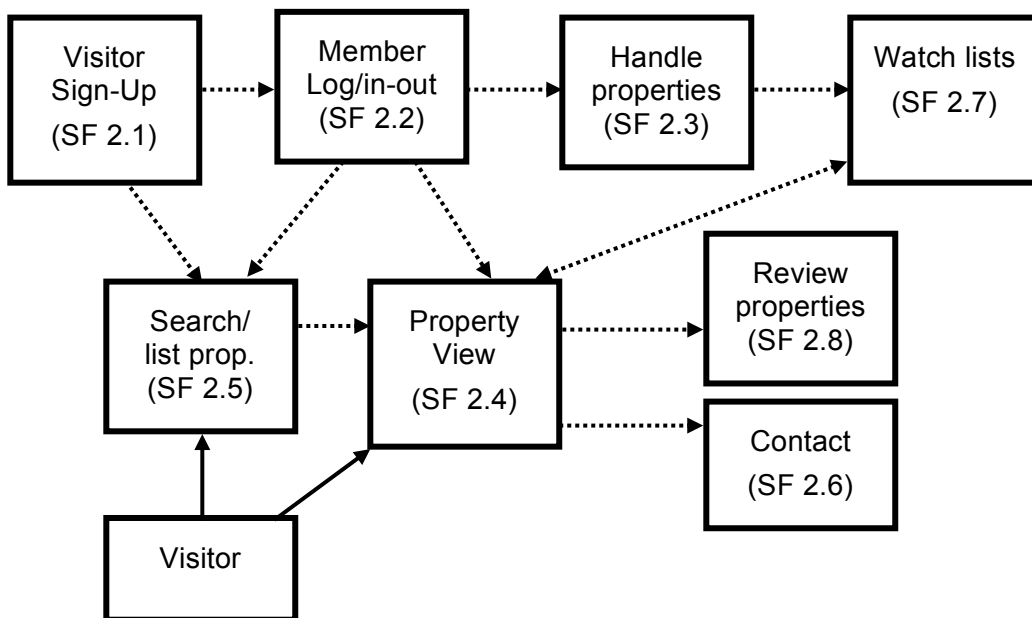 Visitor
Sign-Up
(SF 2.1)
Member
Log/in-out
(SF 2.2)
Handle
properties
(SF 2.3)
Watch lists
(SF 2.7)
Search/
list prop.
(SF 2.5)
Property
View
(SF 2.4)
Review
properties
(SF 2.8)
Contact
(SF 2.6)
Visitor